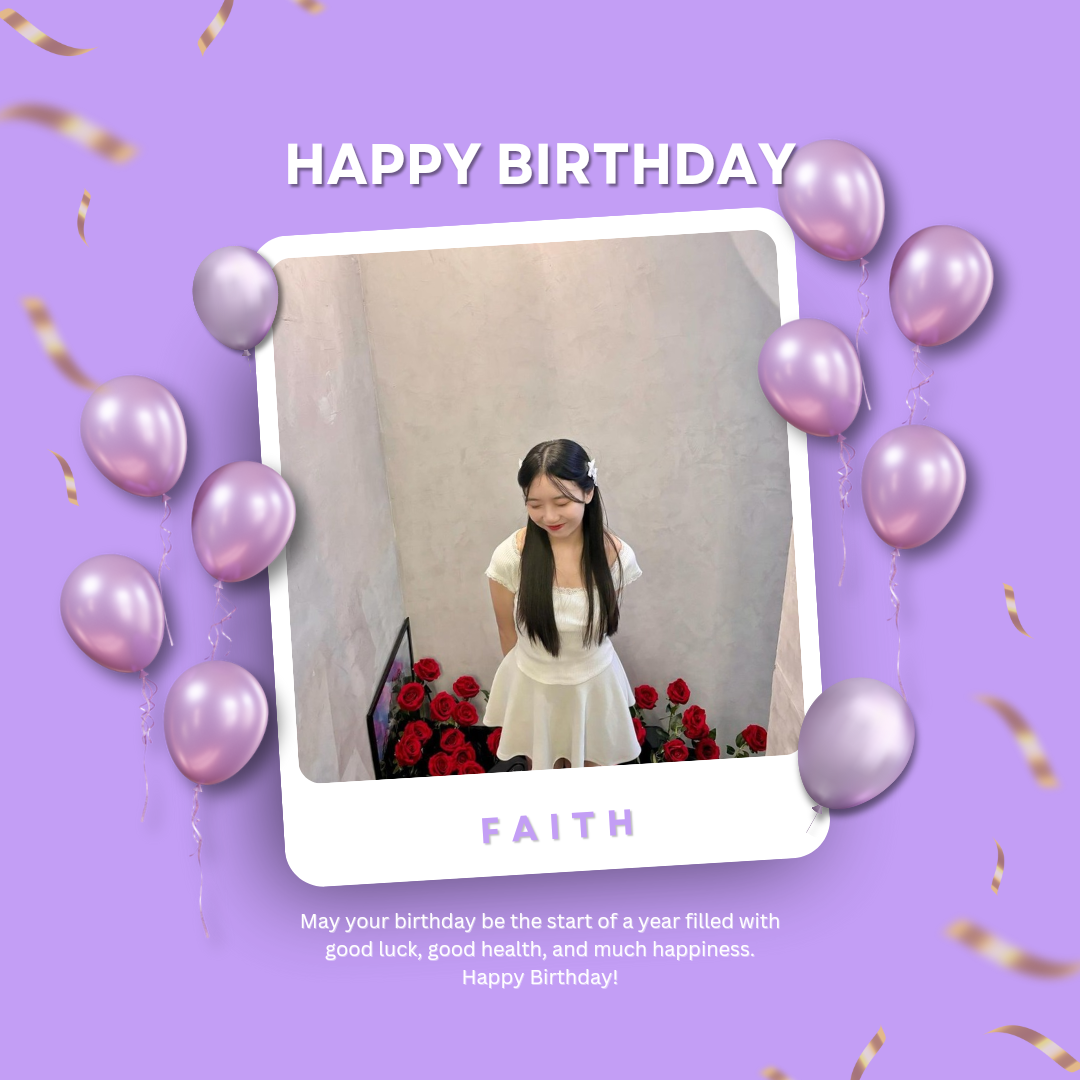 HAPPY BIRTHDAY
FAITH
May your birthday be the start of a year filled with
good luck, good health, and much happiness.
Happy Birthday!